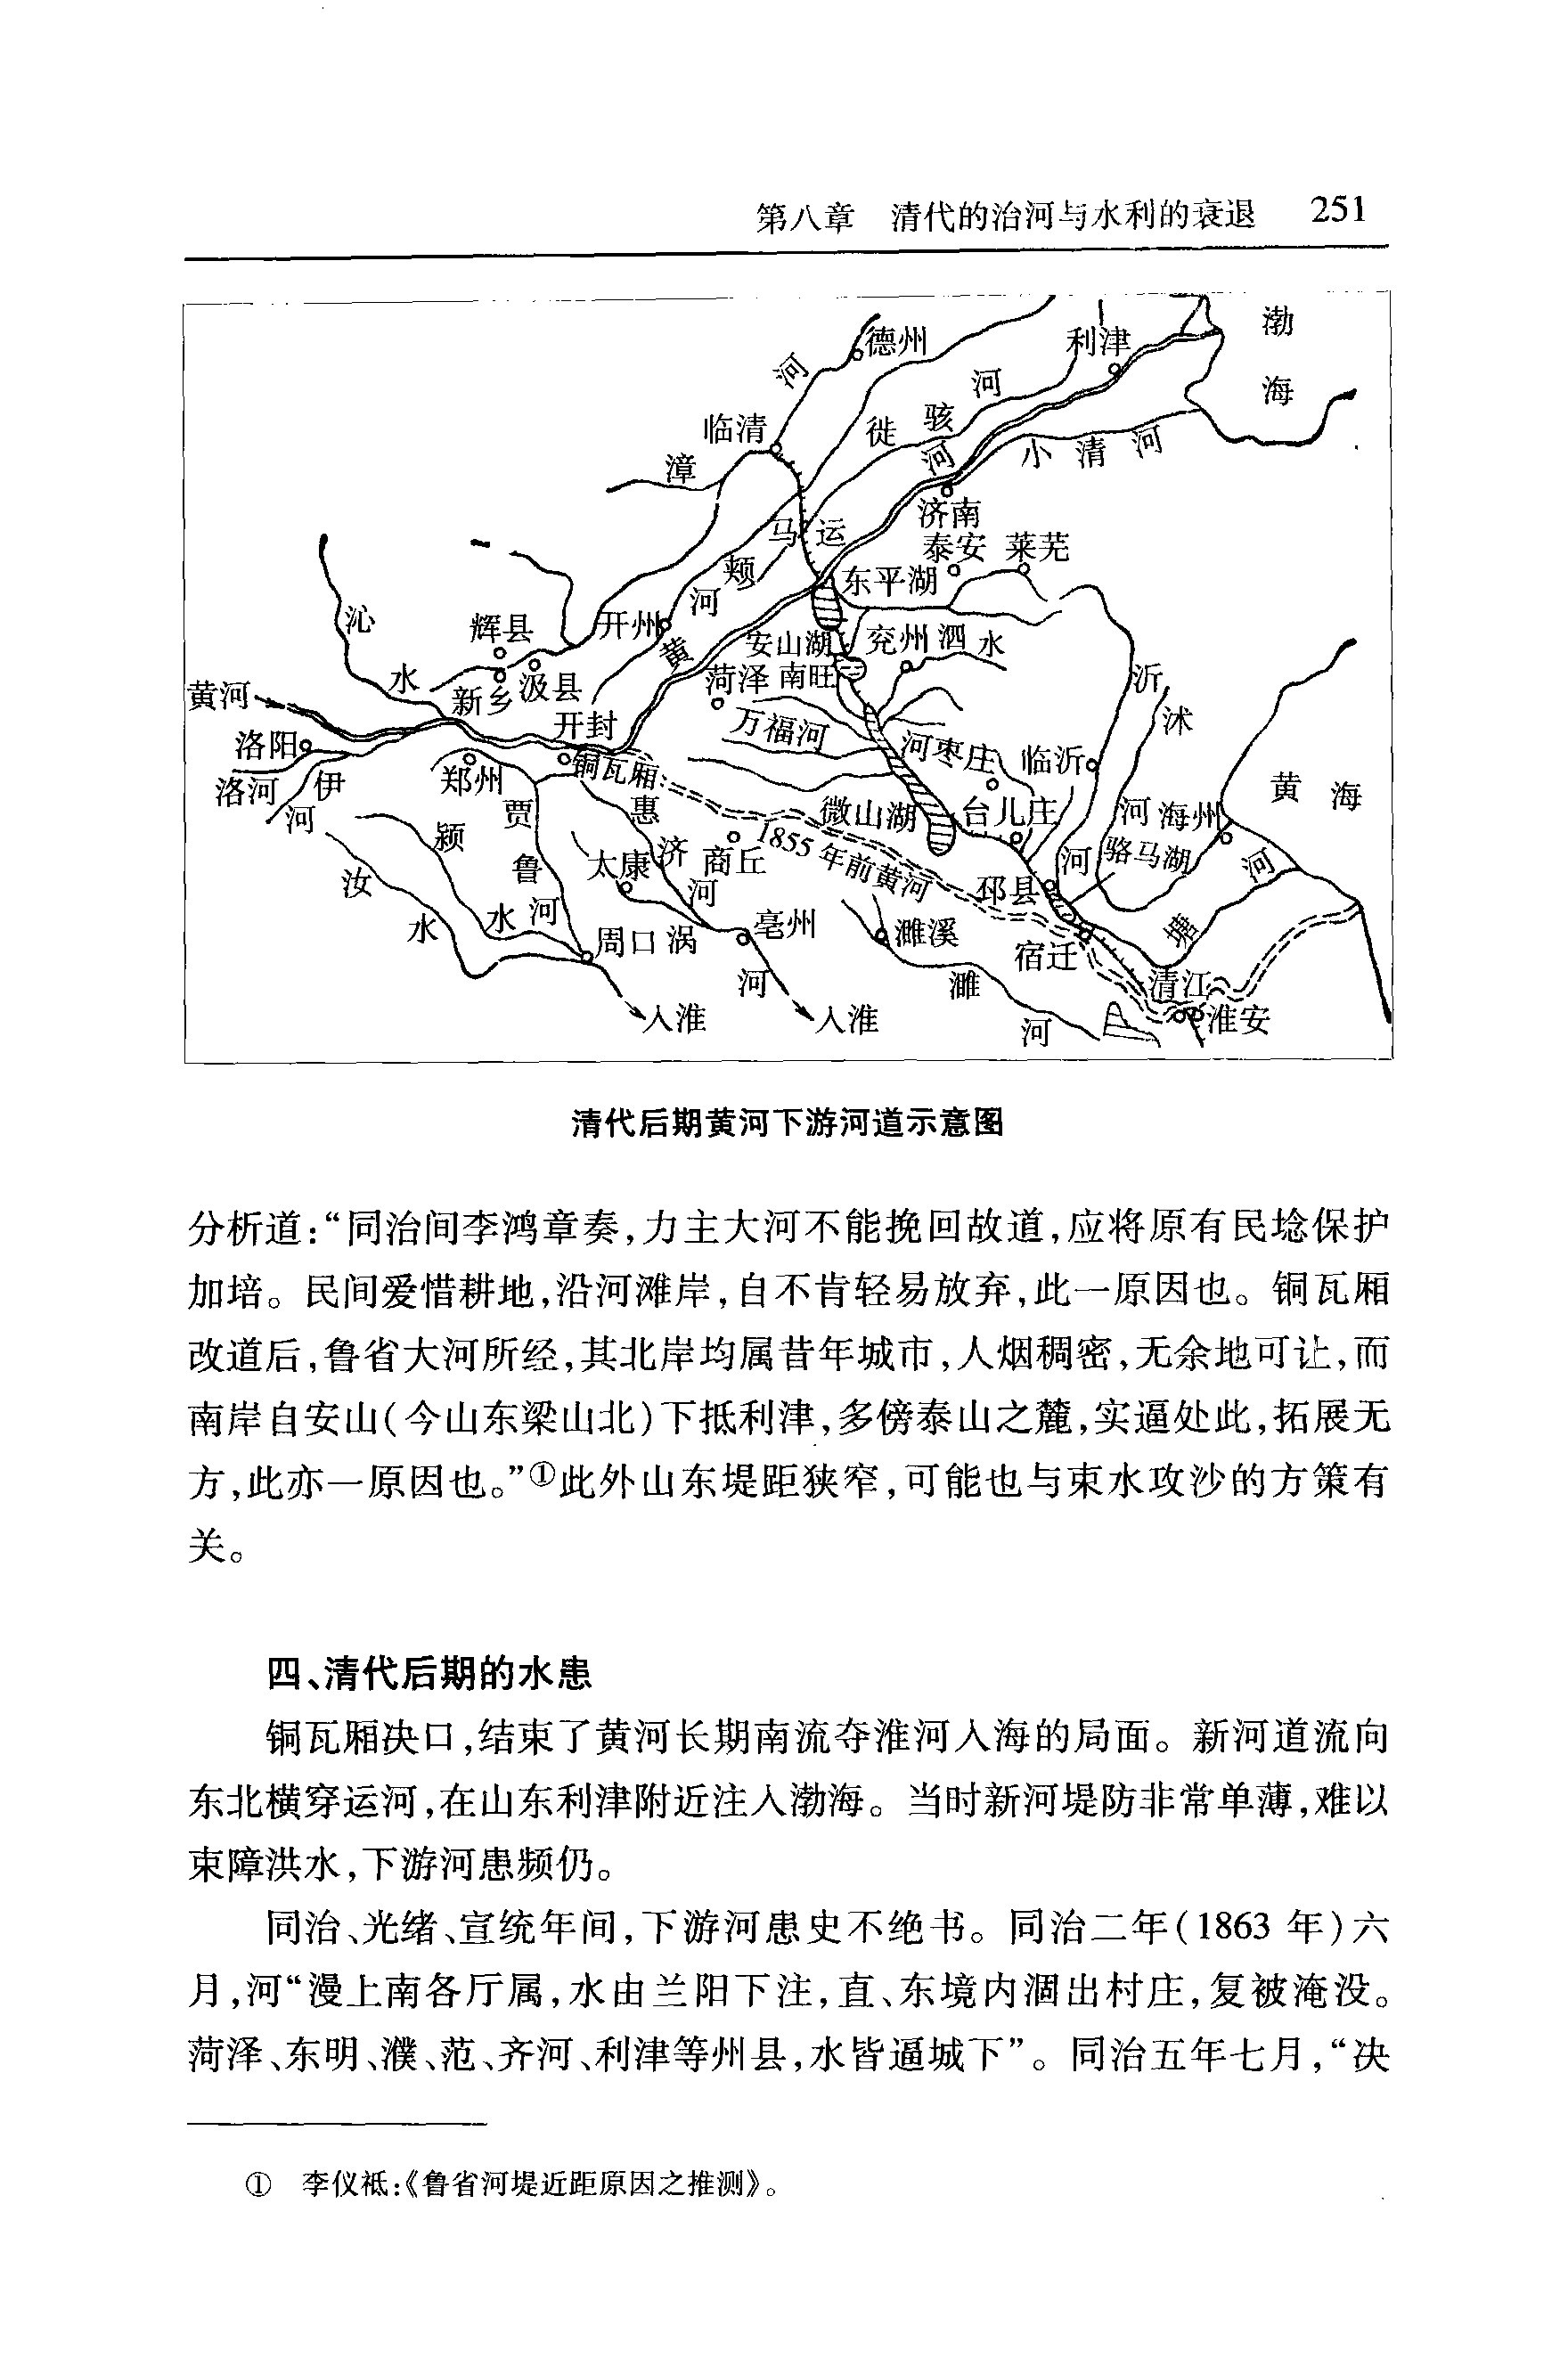 第八章 清代的治河与水利的衰退 251
渤
海
德州
利津
河
河
临清
徙
骇
河
小清河
漳
济南
马
运
泰安 莱芜
颊
东平湖
河
沁
辉县
开州
黄
安山湖
兖州
泗水
水
新乡
汲县
菏泽
南旺
沂
黄河
开封
万福河
沭
洛阳
铜瓦厢
河
枣庄
临沂
洛河
伊
河
郑州
贾
鲁
河
惠
济
河
微山湖
台儿庄
河
海州
黄海
颍
水
太康
商丘
1855年前黄河
骆马湖
河
汝
水
邳县
河
周口
涡
河
亳州
濉溪
宿迁
塘
濉
河
清江
入淮
入淮
淮安
清代后期黄河下游河道示意图
分析道:“同治间李鸿章奏,力主大河不能挽回故道,应将原有民埝保护
加培。民间爱惜耕地,沿河滩岸,自不肯轻易放弃,此一原因也。铜瓦厢
改道后,鲁省大河所经,其北岸均属昔年城市,人烟稠密,无余地可让,而
南岸自安山(今山东梁山北)下抵利津,多傍泰山之麓,实逼处此,拓展无
方,此亦一原因也。”①此外山东堤距狭窄,可能也与束水攻沙的方策有
关。
四、清代后期的水患
铜瓦厢决口,结束了黄河长期南流夺淮河入海的局面。新河道流向
东北横穿运河,在山东利津附近注入渤海。当时新河堤防非常单薄,难以
束障洪水,下游河患频仍。
同治、光绪、宣统年间,下游河患史不绝书。同治二年(1863 年)六
月,河“漫上南各厅属,水由兰阳下注,直、东境内涸出村庄,复被淹没。
菏泽、东明、濮、范、齐河、利津等州县,水皆逼城下”。同治五年七月,“决
① 李仪祗:《鲁省河堤近距原因之推测》。